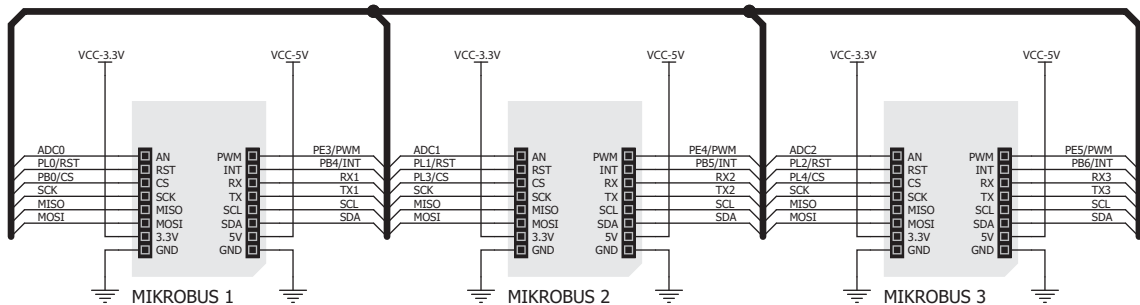 VCC-3.3V VCC-5V VCC-3.3V VCC-5V VCC-3.3V VCC-5V
ADC0 AN PWM PE3/PWM ADC1 AN PWM PE4/PWM ADC2 AN PWM PE5/PWM
PL0/RST RST INT PB4/INT PL1/RST RST INT PB5/INT PL2/RST RST INT PB6/INT
PB0/CS CS RX RX1 PL3/CS CS RX RX2 PL4/CS CS RX RX3
SCK SCK TX TX1 SCK SCK TX TX2 SCK SCK TX TX3
MISO MISO SCL SCL MISO MISO SCL SCL MISO MISO SCL SCL
MOSI MOSI SDA SDA MOSI MOSI SDA SDA MOSI MOSI SDA SDA
3.3V 5V 3.3V 5V 3.3V 5V
GND GND GND GND GND GND
MIKROBUS 1 MIKROBUS 2 MIKROBUS 3